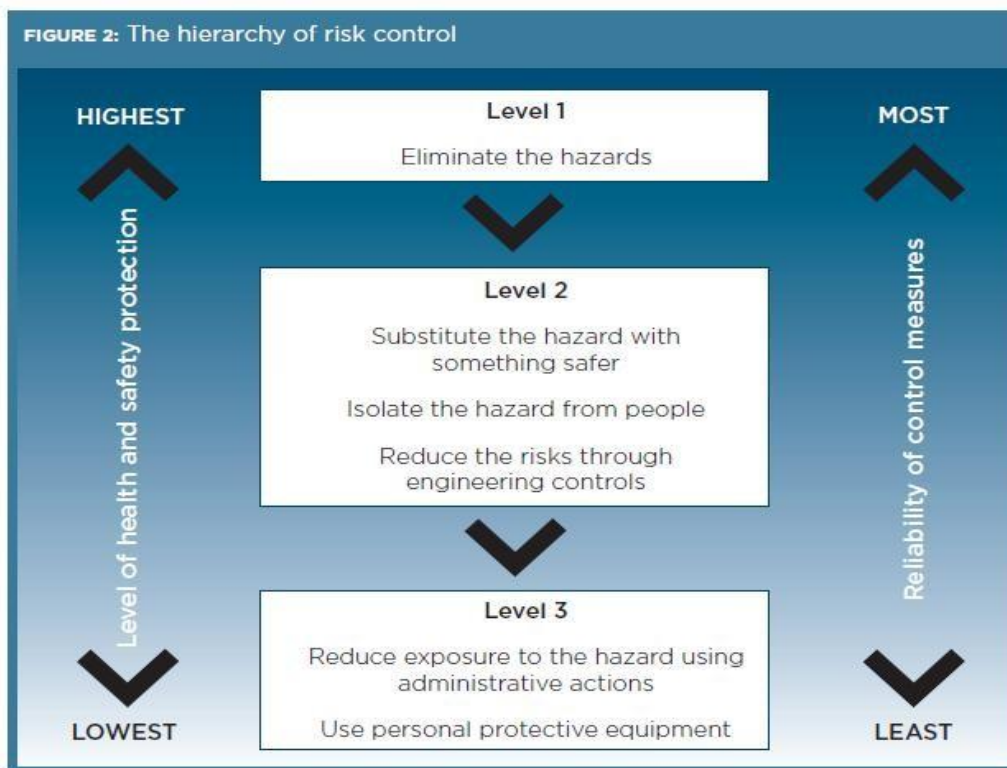 FIGURE 2: The hierarchy of risk control
HIGHEST
Level of health and safety protection
LOWEST
Level 1
Eliminate the hazards
Level 2
Substitute the hazard with
something safer
Isolate the hazard from people
Reduce the risks through
engineering controls
Level 3
Reduce exposure to the hazard using
administrative actions
Use personal protective equipment
MOST
Reliability of control measures
LEAST